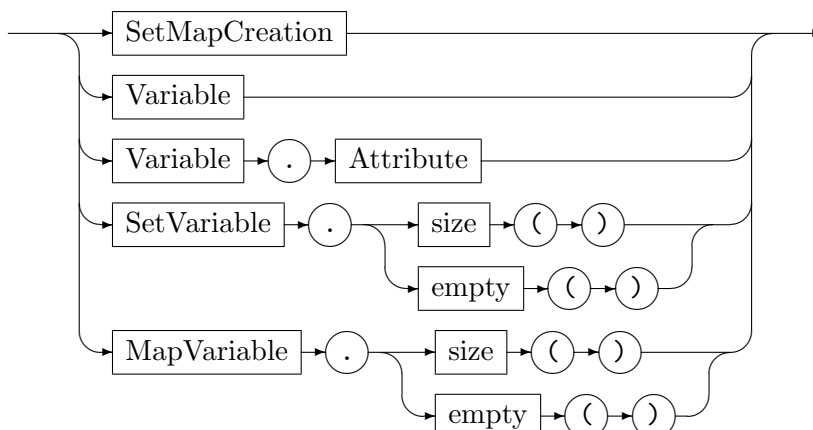 SetMapCreation
Variable
Variable . Attribute
SetVariable . size ( )
empty ( )
MapVariable . size ( )
empty ( )